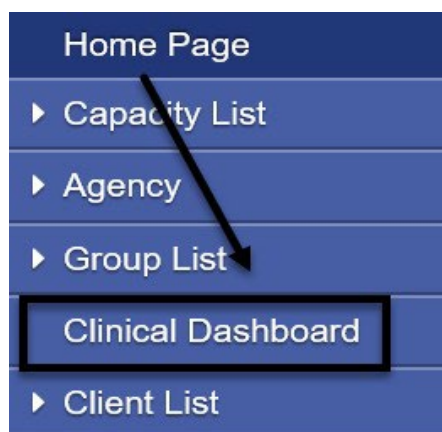 Home Page
Capacity List
Agency
Group List
Clinical Dashboard
Client List